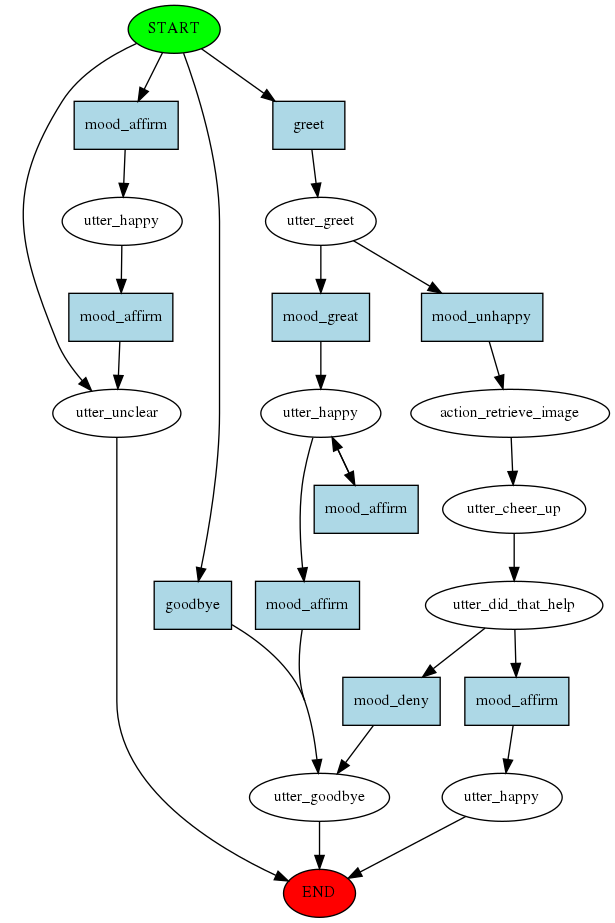 START
mood_affirm
greet
utter_happy
utter_greet
mood_affirm
mood_great
mood_unhappy
utter_unclear
utter_happy
action_retrieve_image
mood_affirm
utter_cheer_up
goodbye
mood_affirm
utter_did_that_help
mood_deny
mood_affirm
utter_goodbye
utter_happy
END